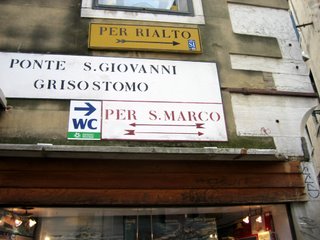 PER RIALTO
PONTE S.GIOVANNI
GRISOSTOMO
WC
PER S.MARCO